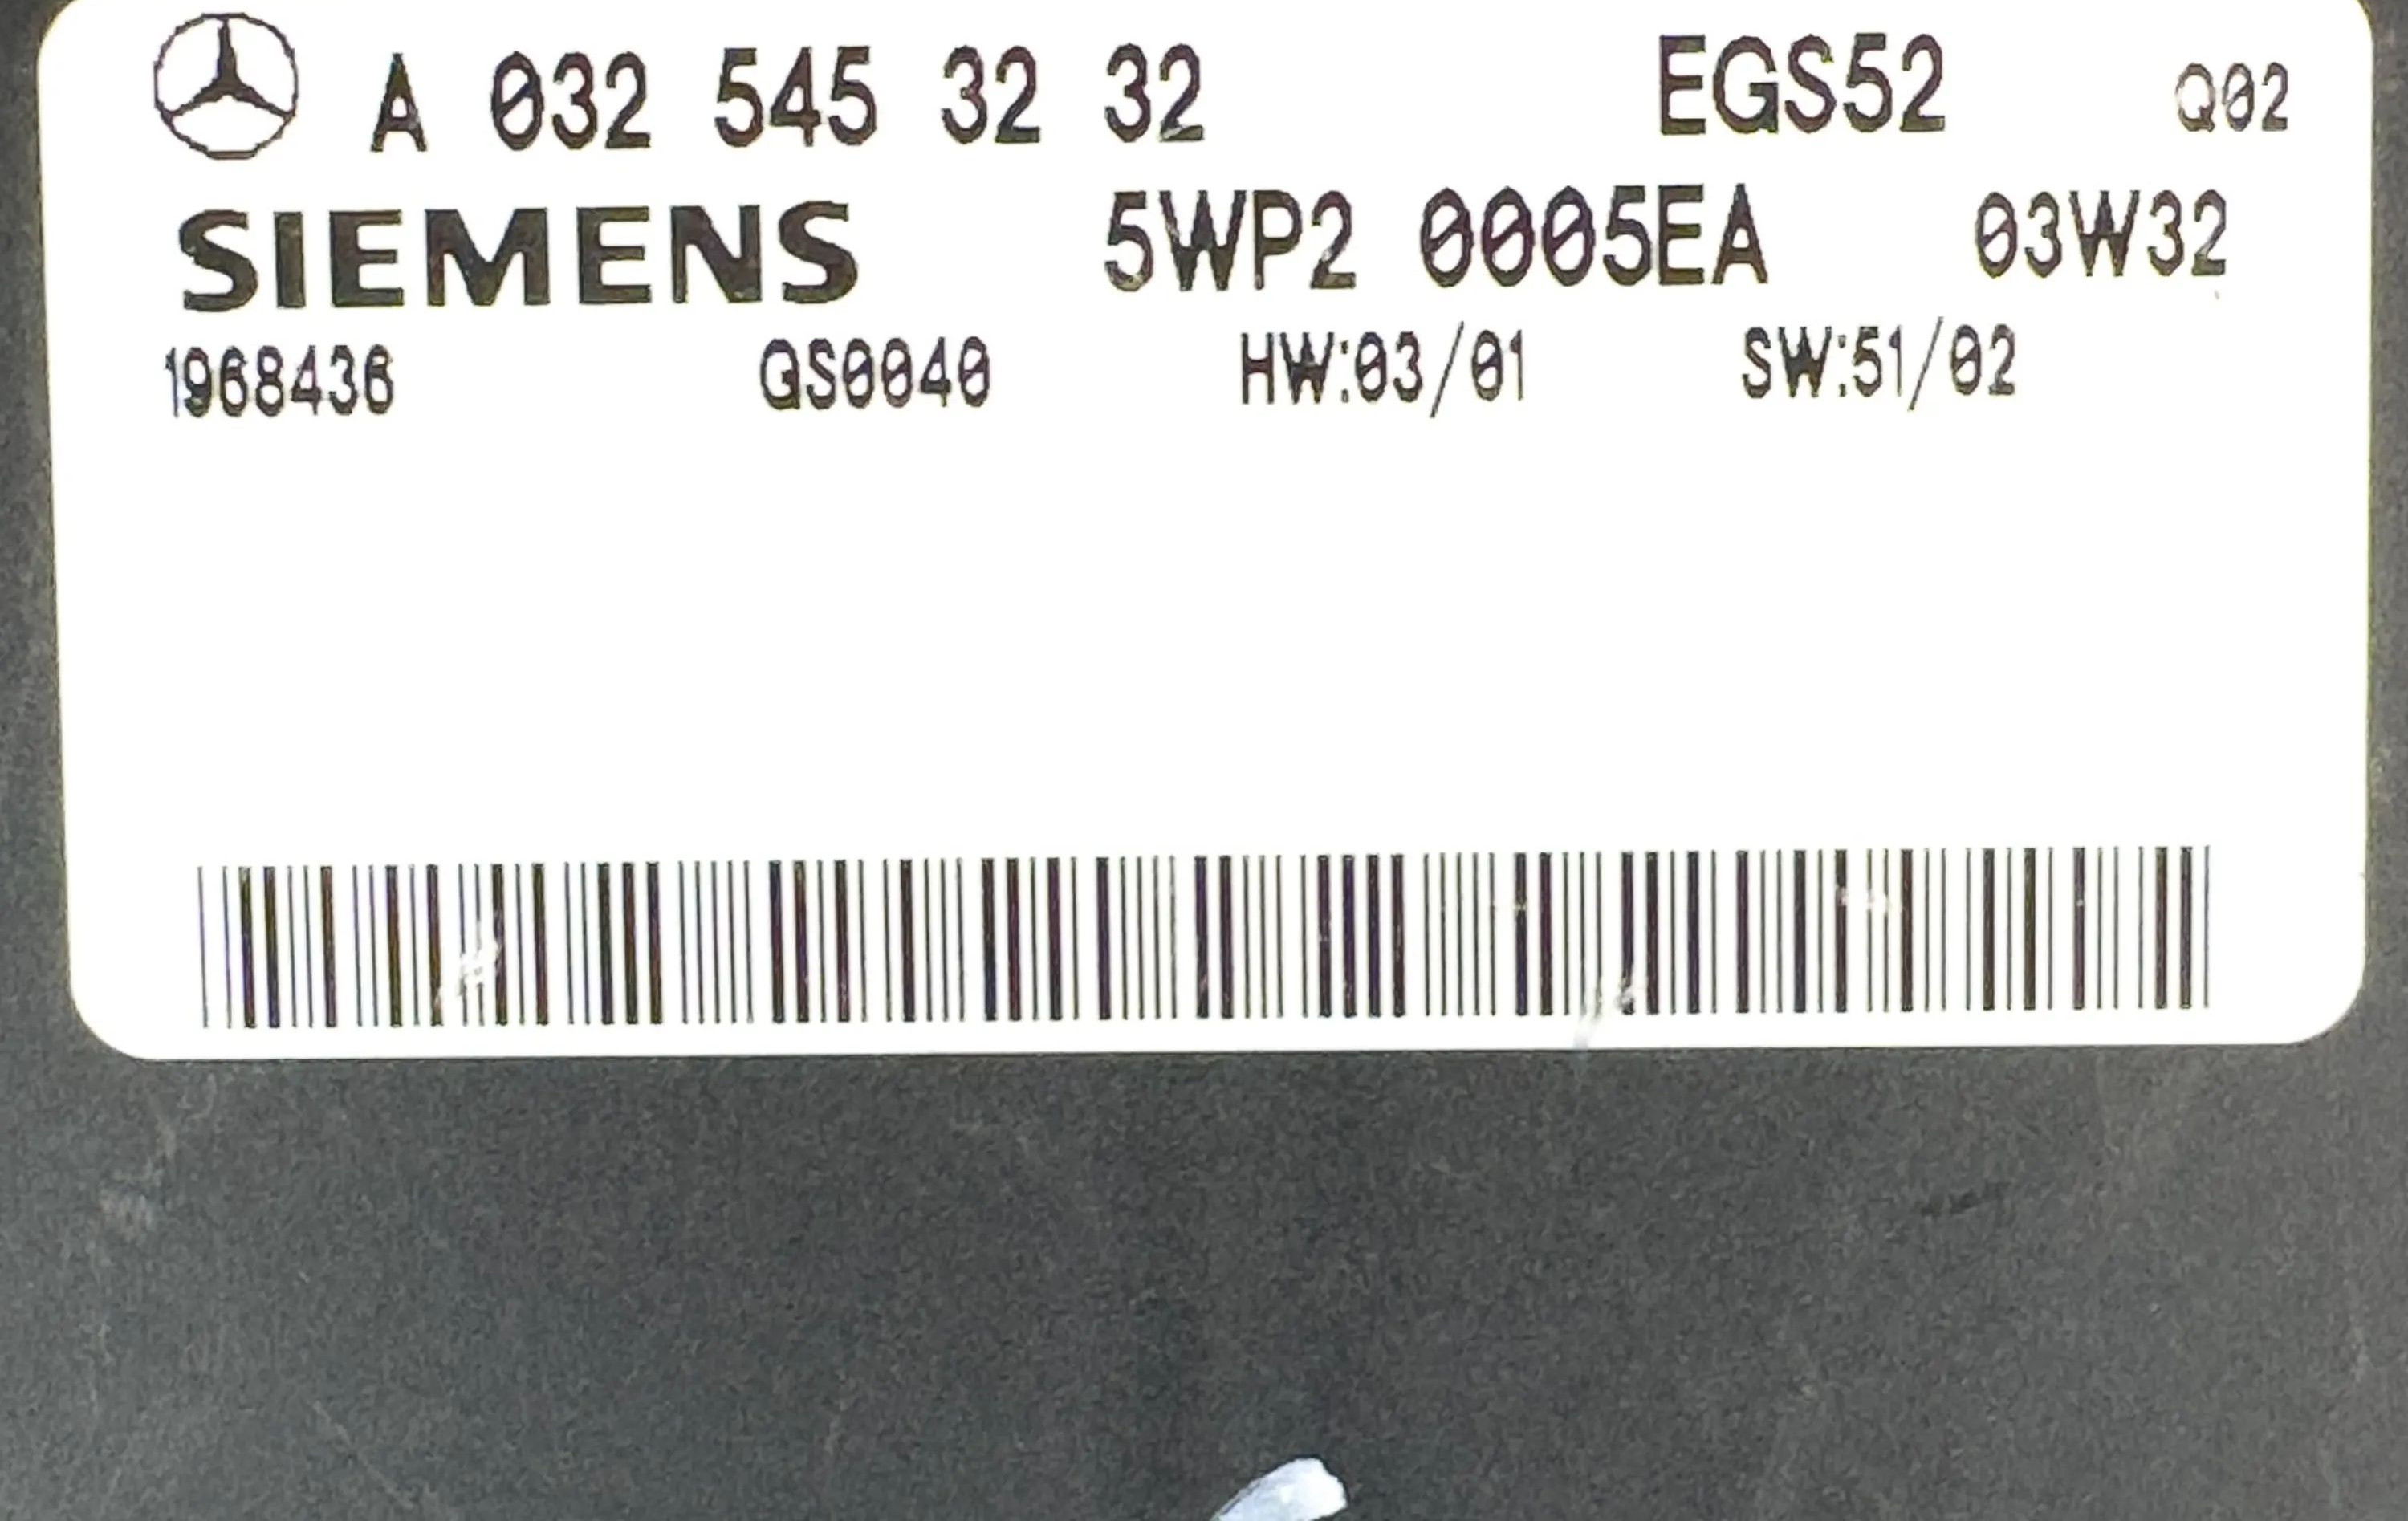 A 032 545 32 32 EGS52 Q02
SIEMENS 5WP2 0005EA 03W32
1968436 GS0040 HW:03/01 SW:51/02